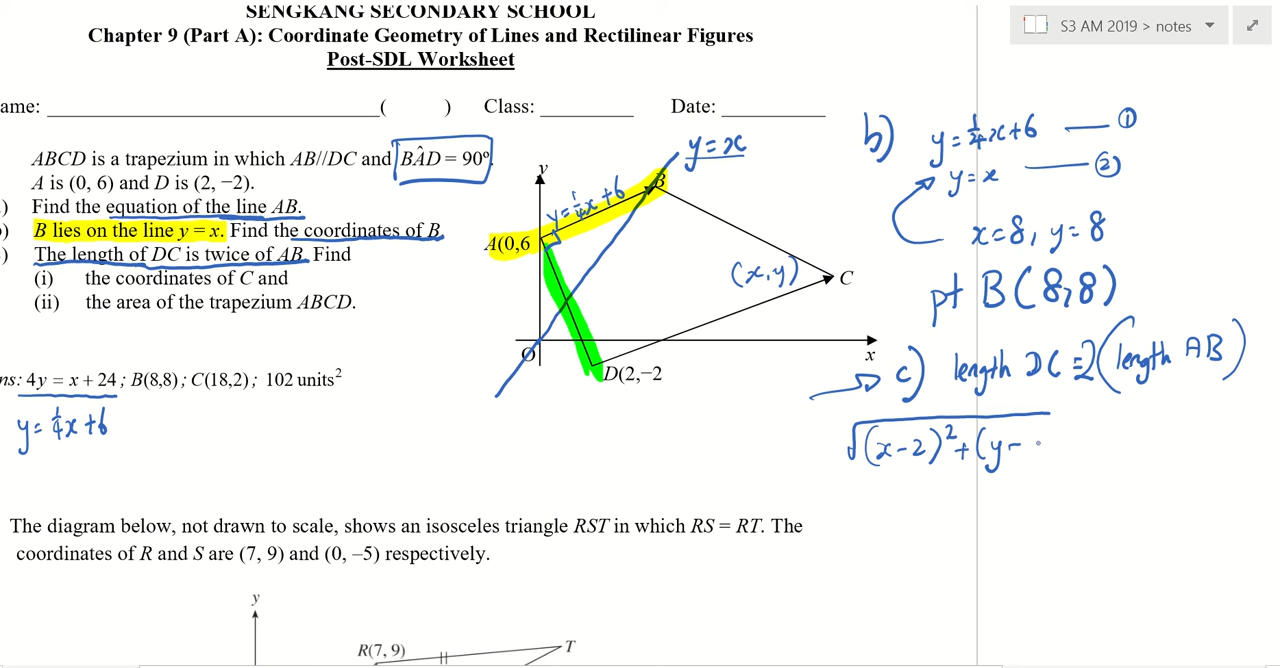 SENGKANG SECONDARY SCHOOL
Chapter 9 (Part A): Coordinate Geometry of Lines and Rectilinear Figures
Post-SDL Worksheet
S3 AM 2019 > notes
ame: ( ) Class: Date:
ABCD is a trapezium in which AB//DC and BÂD = 90º.
A is (0, 6) and D is (2, −2).
) Find the equation of the line AB.
) B lies on the line y = x. Find the coordinates of B.
) The length of DC is twice of AB. Find
(i) the coordinates of C and
(ii) the area of the trapezium ABCD.
ns: 4y = x + 24 ; B(8,8) ; C(18,2) ; 102 units²
y = 1/4x + 6
y
y = x
B
y = 1/4x + 6
A(0,6
(x,y)
C
O
x
D(2,−2
b) y = 1/4x + 6 —— ①
y = x —— ②
x = 8, y = 8
pt B(8,8)
c) length DC = 2(length AB)
√(x-2)² + (y-
The diagram below, not drawn to scale, shows an isosceles triangle RST in which RS = RT. The
coordinates of R and S are (7, 9) and (0, –5) respectively.
y
R(7, 9)
T